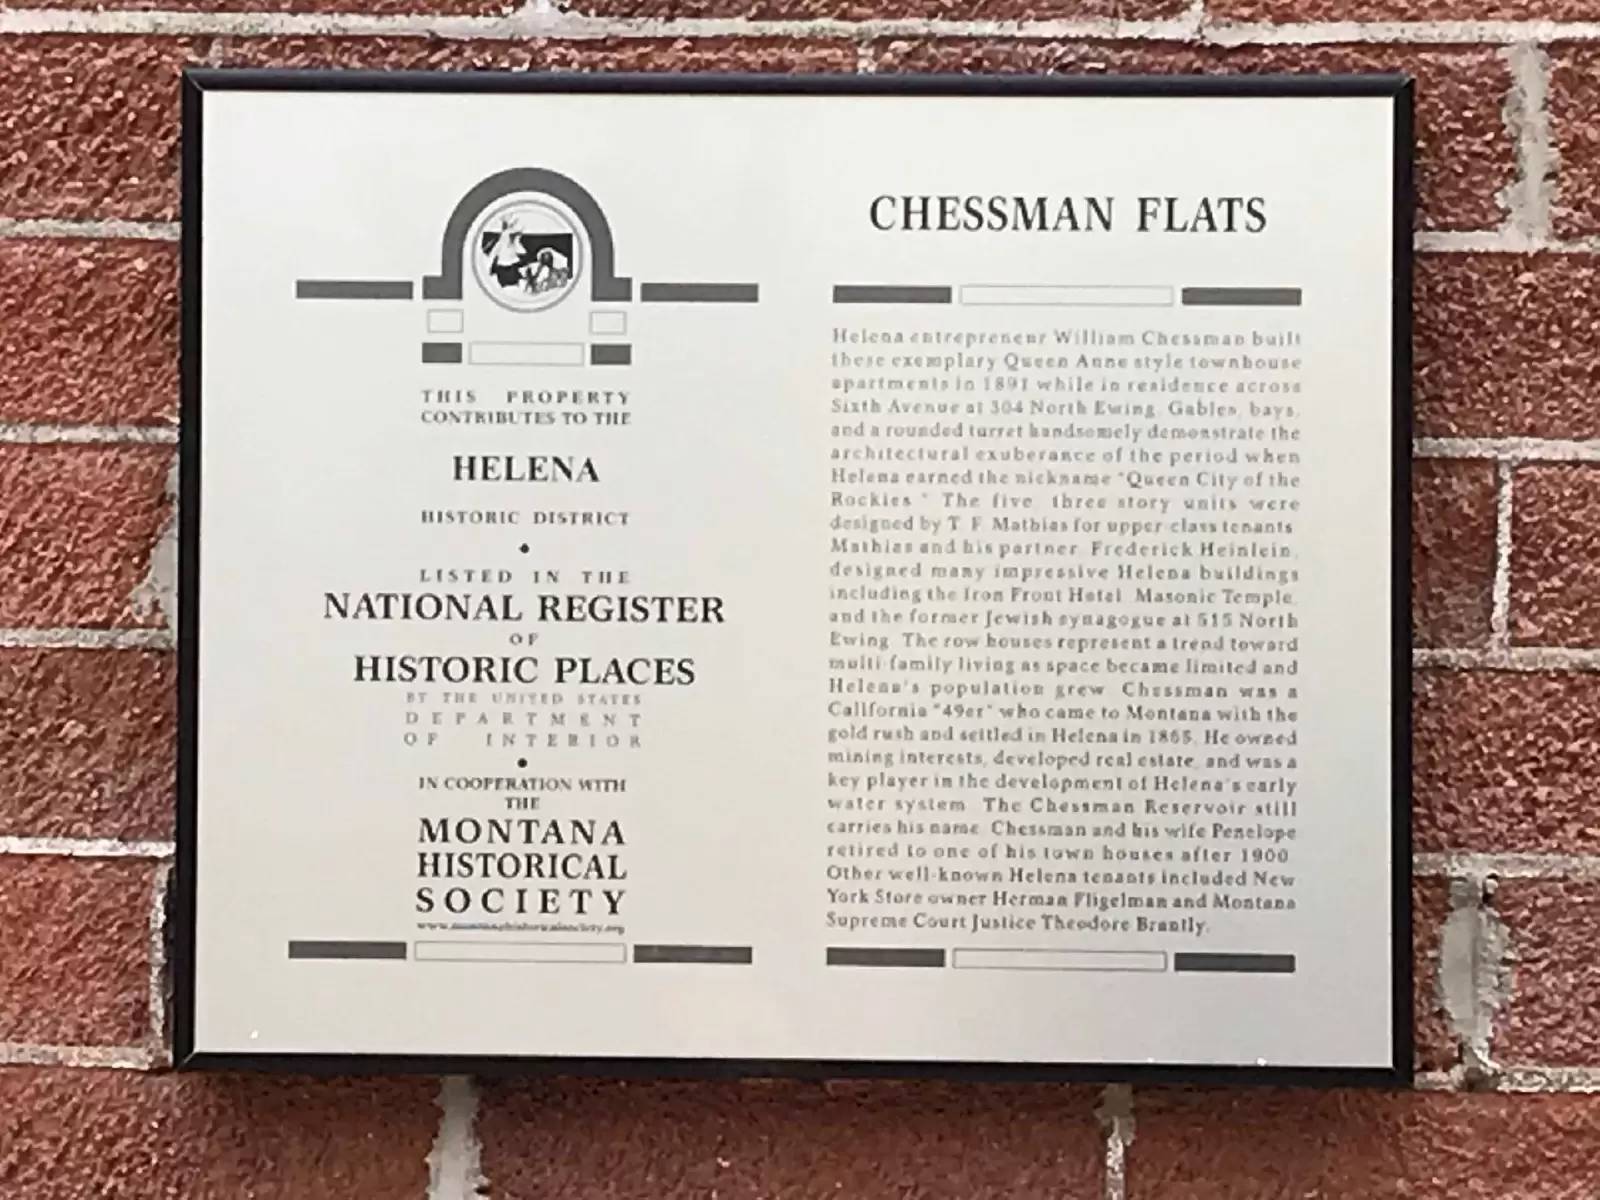 THIS PROPERTY
CONTRIBUTES TO THE
HELENA
HISTORIC DISTRICT
LISTED IN THE
NATIONAL REGISTER
OF
HISTORIC PLACES
BY THE UNITED STATES
DEPARTMENT
OF INTERIOR
IN COOPERATION WITH
THE
MONTANA
HISTORICAL
SOCIETY
www.montanahistoricalsociety.org
CHESSMAN FLATS
Helena entrepreneur William Chessman built
these exemplary Queen Anne style townhouse
apartments in 1891 while in residence across
Sixth Avenue at 304 North Ewing. Gables, bays,
and a rounded turret handsomely demonstrate the
architectural exuberance of the period when
Helena earned the nickname "Queen City of the
Rockies." The five, three story units were
designed by T. F. Mathias for upper class tenants.
Mathias and his partner, Frederick Heinlein,
designed many impressive Helena buildings
including the Iron Front Hotel, Masonic Temple,
and the former Jewish synagogue at 515 North
Ewing. The row houses represent a trend toward
multi-family living as space became limited and
Helena's population grew. Chessman was a
California "49er" who came to Montana with the
gold rush and settled in Helena in 1865. He owned
mining interests, developed real estate, and was a
key player in the development of Helena's early
water system. The Chessman Reservoir still
carries his name. Chessman and his wife Penelope
retired to one of his town houses after 1900.
Other well-known Helena tenants included New
York Store owner Herman Fligelman and Montana
Supreme Court Justice Theodore Brantly.